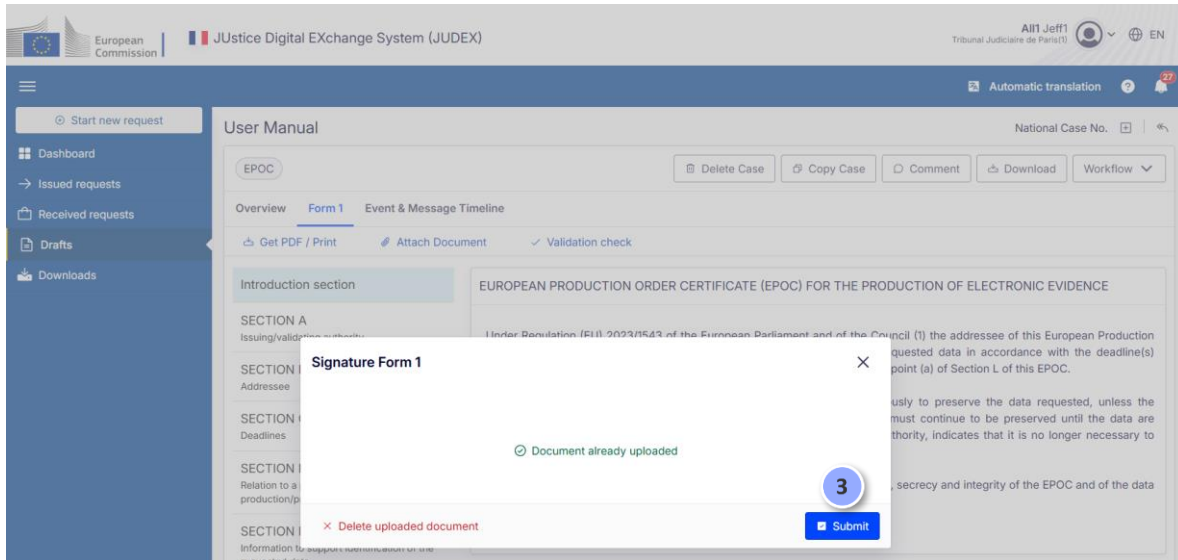 European
Commission
JUstice Digital EXchange System (JUDEX)
All1 Jeff1
Tribunal Judiciaire de Paris(1)
EN
Automatic translation
27
Start new request
Dashboard
Issued requests
Received requests
Drafts
Downloads
User Manual
National Case No.
EPOC
Delete Case
Copy Case
Comment
Download
Workflow
Overview
Form 1
Event & Message Timeline
Get PDF / Print
Attach Document
Validation check
Introduction section
SECTION A
Issuing/validating authority
SECTION
Addressee
SECTION
Deadlines
SECTION
Relation to a
production/p
SECTION
Information to support identification of the
EUROPEAN PRODUCTION ORDER CERTIFICATE (EPOC) FOR THE PRODUCTION OF ELECTRONIC EVIDENCE
Under Regulation (EU) 2023/1543 of the European Parliament and of the Council (1) the addressee of this European Production
quested data in accordance with the deadline(s)
point (a) of Section L of this EPOC.
usly to preserve the data requested, unless the
must continue to be preserved until the data are
thority, indicates that it is no longer necessary to
, secrecy and integrity of the EPOC and of the data
Signature Form 1
Document already uploaded
3
Delete uploaded document
Submit